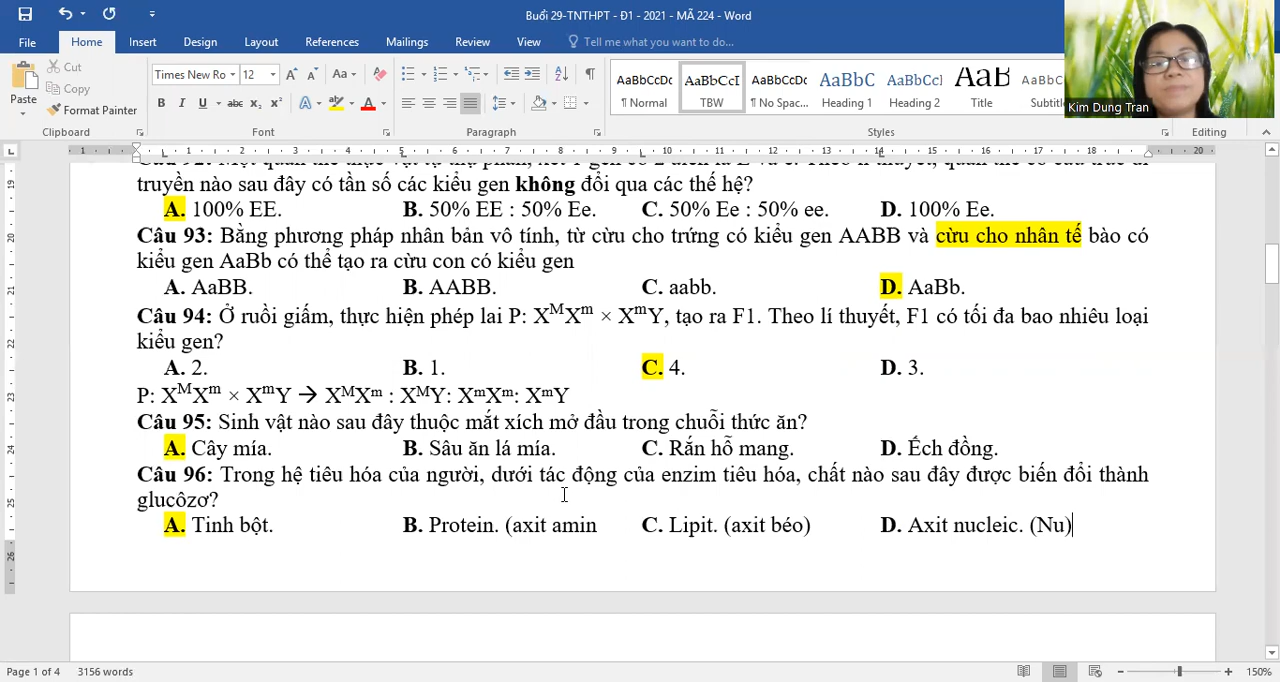 Buổi 29-TNTHPT - Đ1 - 2021 - MÃ 224 - Word
File Home Insert Design Layout References Mailings Review View Tell me what you want to do...
Paste
Cut
Copy
Format Painter
Times New Ro 12
AaBbCcDc AaBbCcI AaBbCcDc AaBbC AaBbCcI AaB AaBbC
¶ Normal TBW ¶ No Spac... Heading 1 Heading 2 Title Subtitl
Clipboard Font Paragraph Styles Editing
Kim Dung Tran
truyền nào sau đây có tần số các kiểu gen không đổi qua các thế hệ?
A. 100% EE. B. 50% EE : 50% Ee. C. 50% Ee : 50% ee. D. 100% Ee.
Câu 93: Bằng phương pháp nhân bản vô tính, từ cừu cho trứng có kiểu gen AABB và cừu cho nhân tế bào có
kiểu gen AaBb có thể tạo ra cừu con có kiểu gen
A. AaBB. B. AABB. C. aabb. D. AaBb.
Câu 94: Ở ruồi giấm, thực hiện phép lai P: XᴹXᵐ × XᵐY, tạo ra F1. Theo lí thuyết, F1 có tối đa bao nhiêu loại
kiểu gen?
A. 2. B. 1. C. 4. D. 3.
P: XᴹXᵐ × XᵐY → XᴹXᵐ : XᴹY: XᵐXᵐ: XᵐY
Câu 95: Sinh vật nào sau đây thuộc mắt xích mở đầu trong chuỗi thức ăn?
A. Cây mía. B. Sâu ăn lá mía. C. Rắn hổ mang. D. Ếch đồng.
Câu 96: Trong hệ tiêu hóa của người, dưới tác động của enzim tiêu hóa, chất nào sau đây được biến đổi thành
glucôzơ?
A. Tinh bột. B. Protein. (axit amin C. Lipit. (axit béo) D. Axit nucleic. (Nu)
Page 1 of 4 3156 words 150%